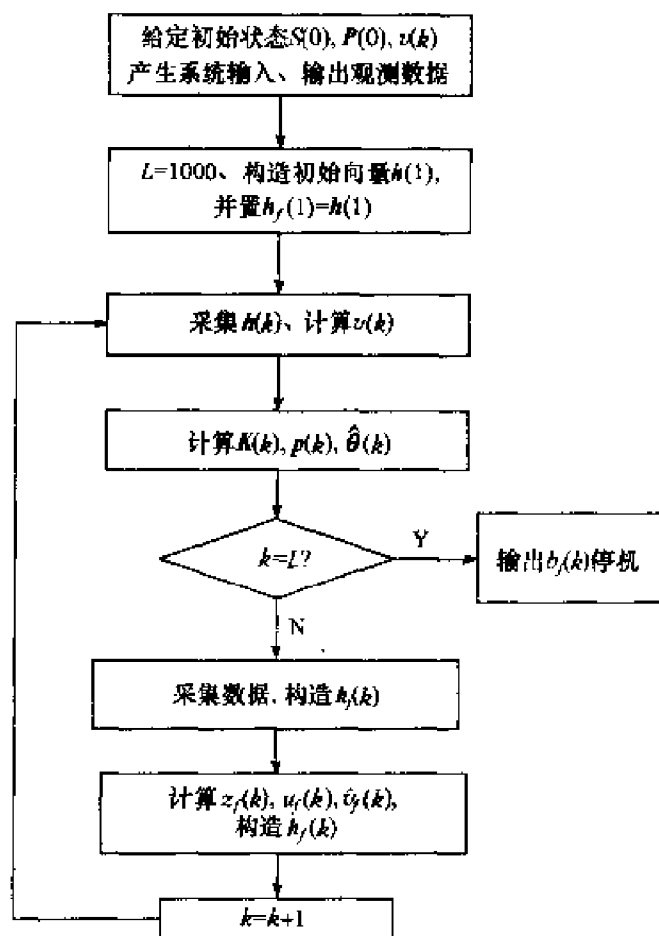 给定初始状态S(0), P(0), v(k)
产生系统输入、输出观测数据
L=1000、构造初始向量h(1),
并置h_f(1)=h(1)
采集h(k)、计算v(k)
计算K(k), p(k), θ̂(k)
k=L?
Y
输出b_f(k)停机
N
采集数据、构造h_f(k)
计算z_f(k), u_f(k), v̂_f(k),
构造h_f(k)
k=k+1